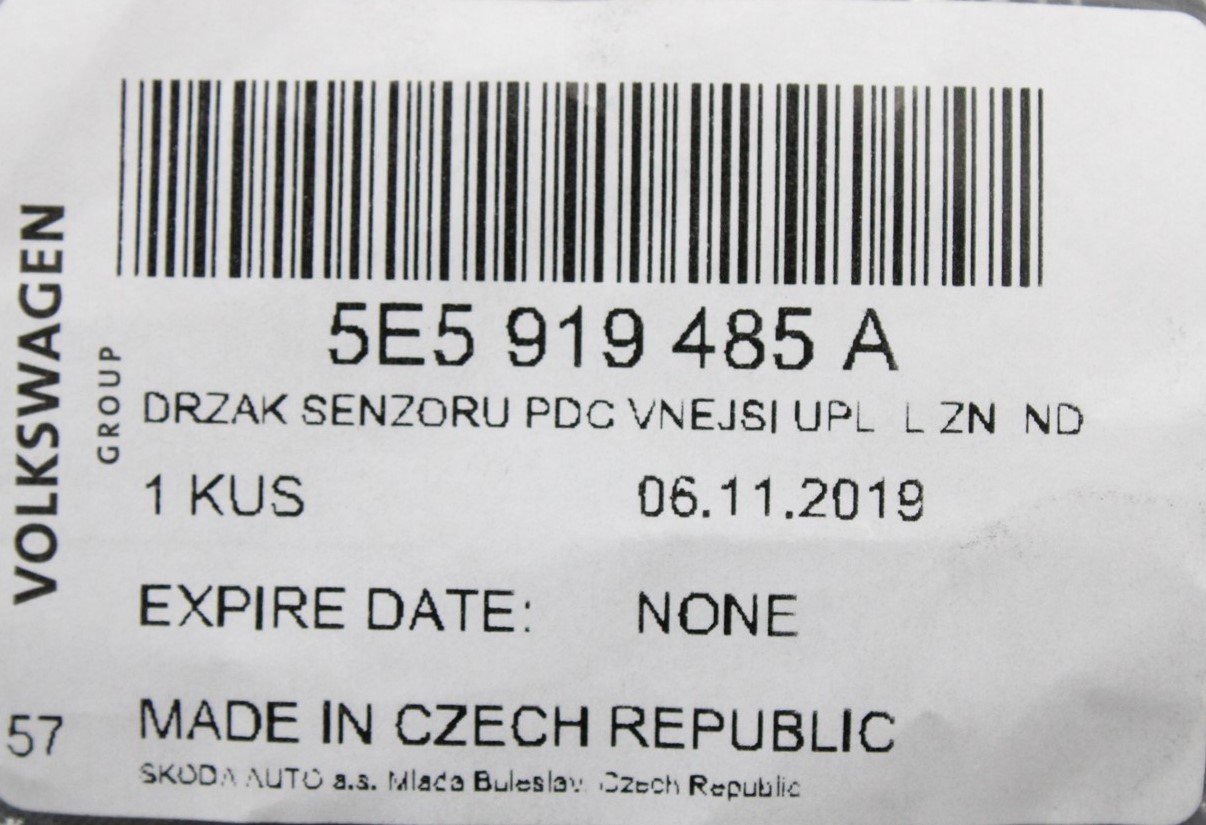 VOLKSWAGEN
GROUP
5E5 919 485 A
DRZAK SENZORU PDC VNEJSI UPL L ZN ND
1 KUS 06.11.2019
EXPIRE DATE: NONE
57
MADE IN CZECH REPUBLIC
SKODA AUTO a.s. Mlada Buleslav, Czech Republic